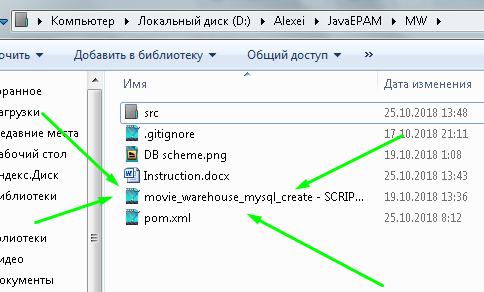 Компьютер ▸ Локальный диск (D:) ▸ Alexei ▸ JavaEPAM ▸ MW ▸
очить Добавить в библиотеку Общий доступ
Имя Дата изменения
src 25.10.2018 13:48
.gitignore 17.10.2018 21:11
DB scheme.png 19.10.2018 1:08
Instruction.docx 25.10.2018 13:43
movie_warehouse_mysql_create - SCRIP... 19.10.2018 13:36
pom.xml 25.10.2018 8:12
ранное
агрузки
едавние места
абочий стол
ндекс.Диск
иблиотеки
блиотеки
идео
окументы